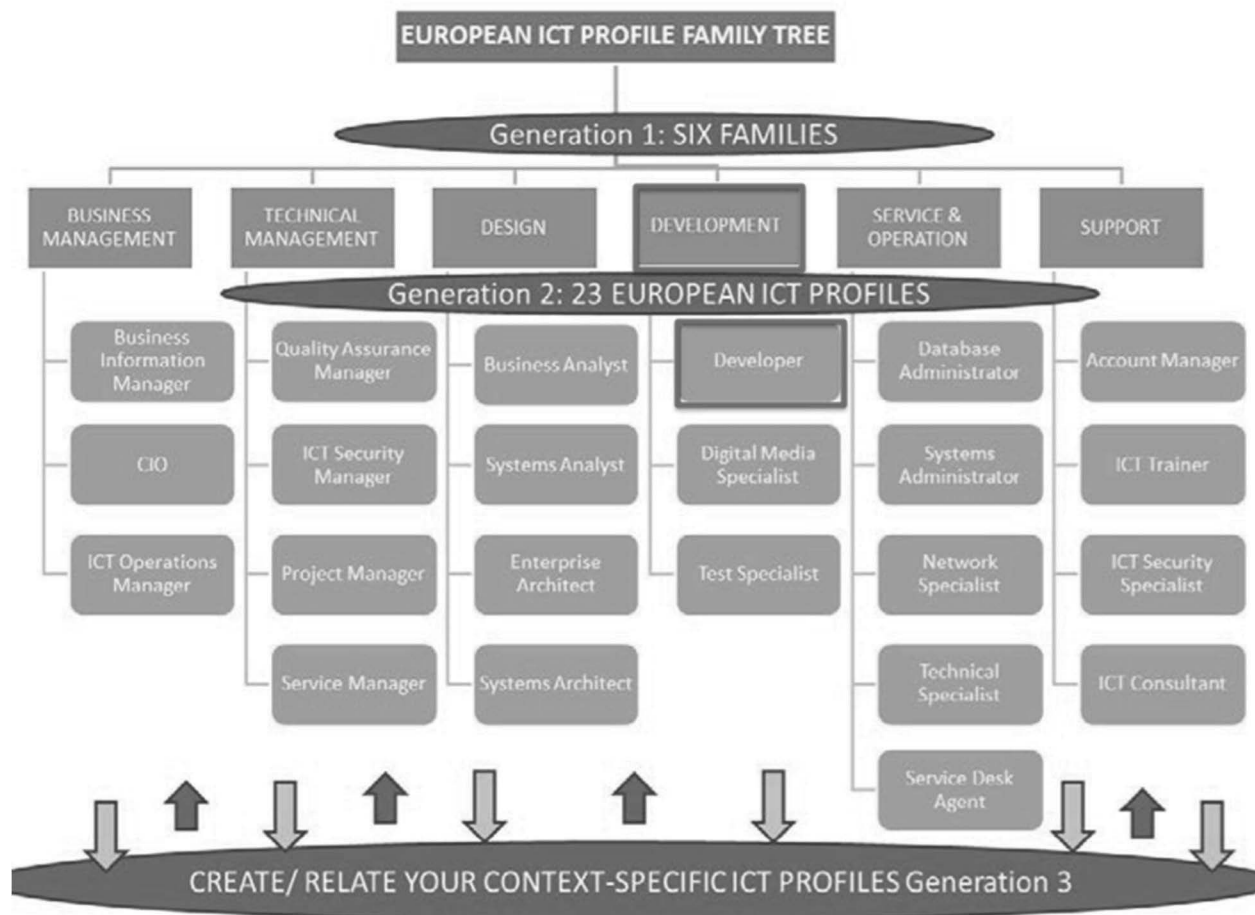 EUROPEAN ICT PROFILE FAMILY TREE
Generation 1: SIX FAMILIES
BUSINESS
MANAGEMENT
TECHNICAL
MANAGEMENT
DESIGN
DEVELOPMENT
SERVICE &
OPERATION
SUPPORT
Generation 2: 23 EUROPEAN ICT PROFILES
Business
Information
Manager
Quality Assurance
Manager
Business Analyst
Developer
Database
Administrator
Account Manager
CIO
ICT Security
Manager
Systems Analyst
Digital Media
Specialist
Systems
Administrator
ICT Trainer
ICT Operations
Manager
Project Manager
Enterprise
Architect
Test Specialist
Network
Specialist
ICT Security
Specialist
Service Manager
Systems Architect
Technical
Specialist
ICT Consultant
Service Desk
Agent
CREATE/ RELATE YOUR CONTEXT-SPECIFIC ICT PROFILES Generation 3